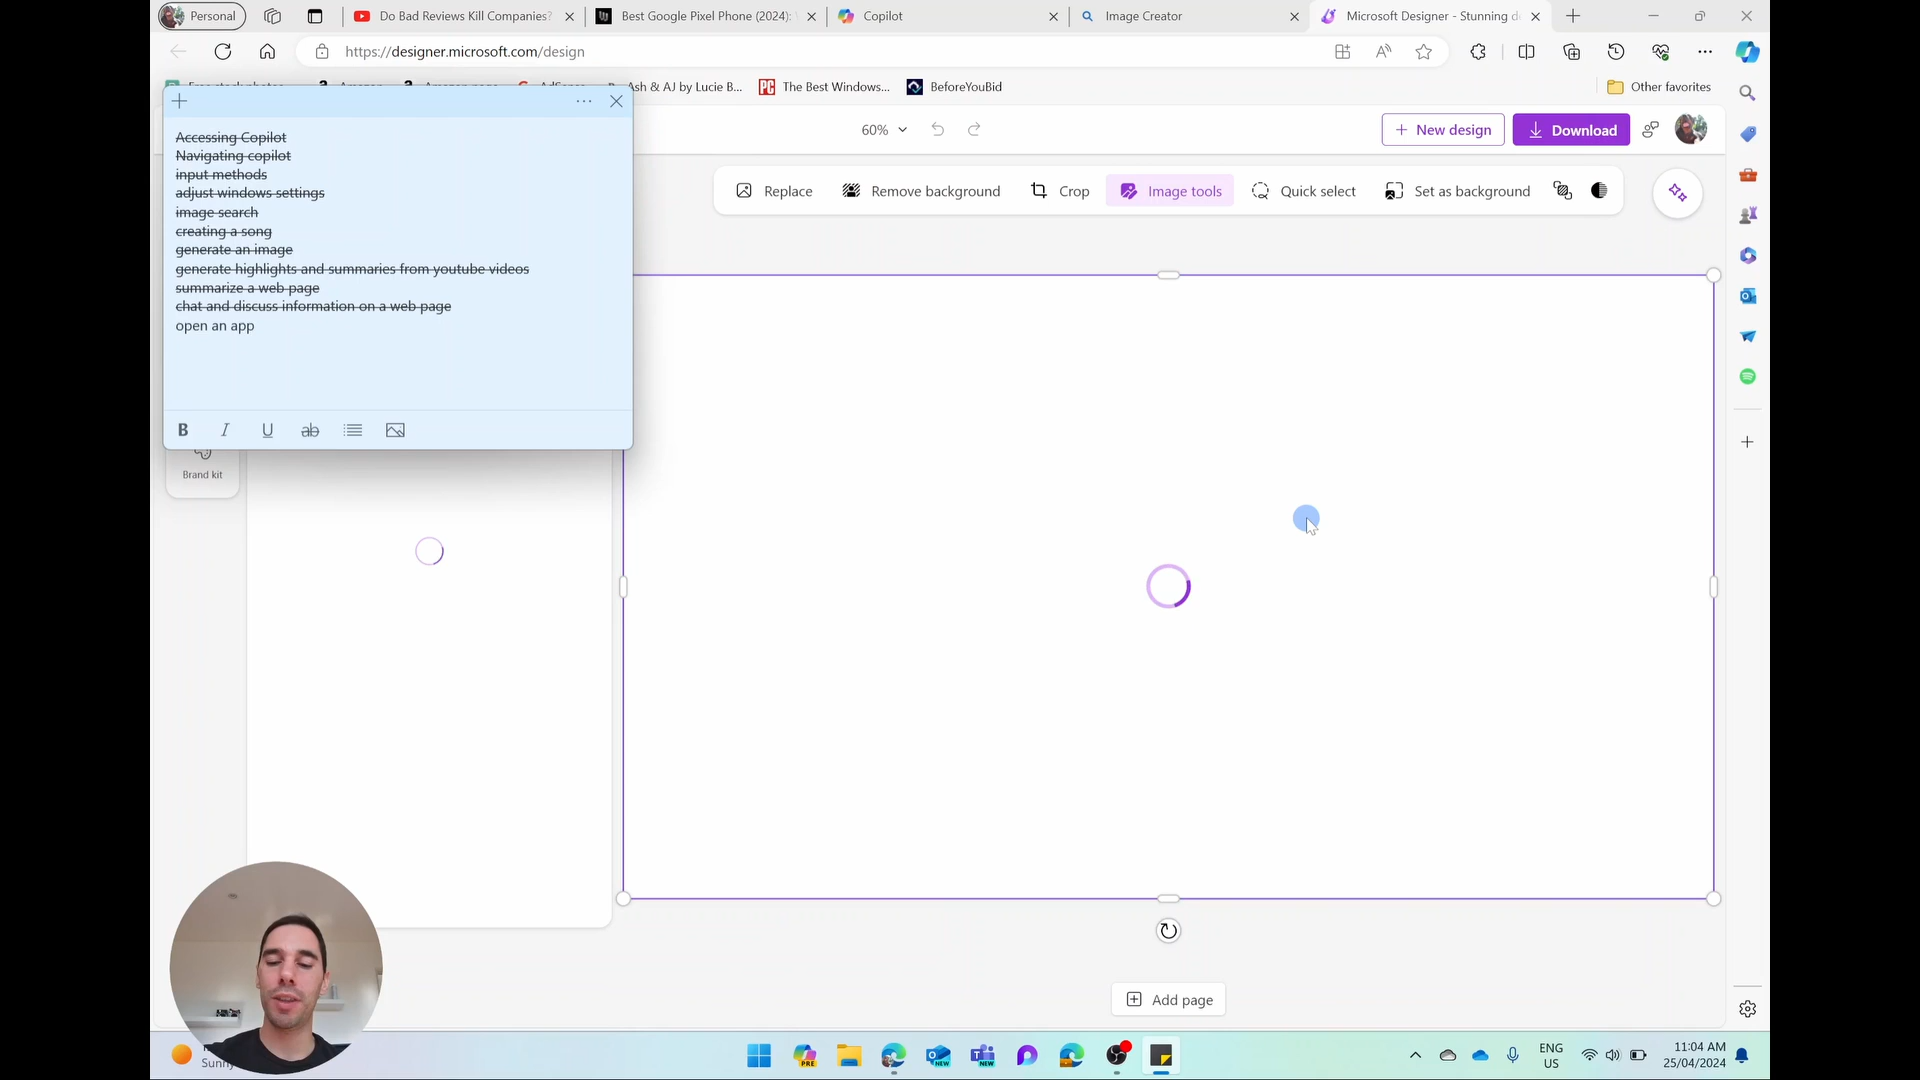 Personal
Do Bad Reviews Kill Companies?
Best Google Pixel Phone (2024):
Copilot
Image Creator
Microsoft Designer - Stunning de
https://designer.microsoft.com/design
Ash & AJ by Lucie B...
The Best Windows...
BeforeYouBid
Other favorites
60%
New design
Download
Replace
Remove background
Crop
Image tools
Quick select
Set as background
Accessing Copilot
Navigating copilot
input methods
adjust windows settings
image search
creating a song
generate an image
generate highlights and summaries from youtube videos
summarize a web page
chat and discuss information on a web page
open an app
B I U ab
Brand kit
Add page
Sunny
PRE
NEW
NEW
ENG
US
11:04 AM
25/04/2024